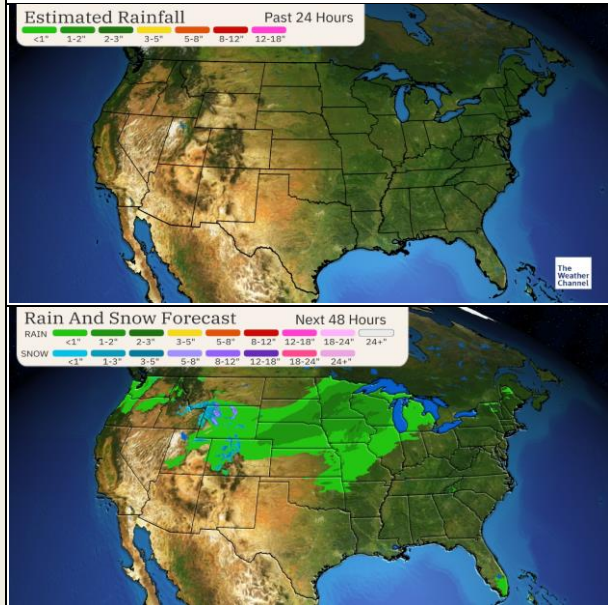 Estimated Rainfall Past 24 Hours
<1" 1-2" 2-3" 3-5" 5-8" 8-12" 12-18"
The
Weather
Channel
Rain And Snow Forecast Next 48 Hours
RAIN
<1" 1-2" 2-3" 3-5" 5-8" 8-12" 12-18" 18-24" 24+"
SNOW
<1" 1-3" 3-5" 5-8" 8-12" 12-18" 18-24" 24+"